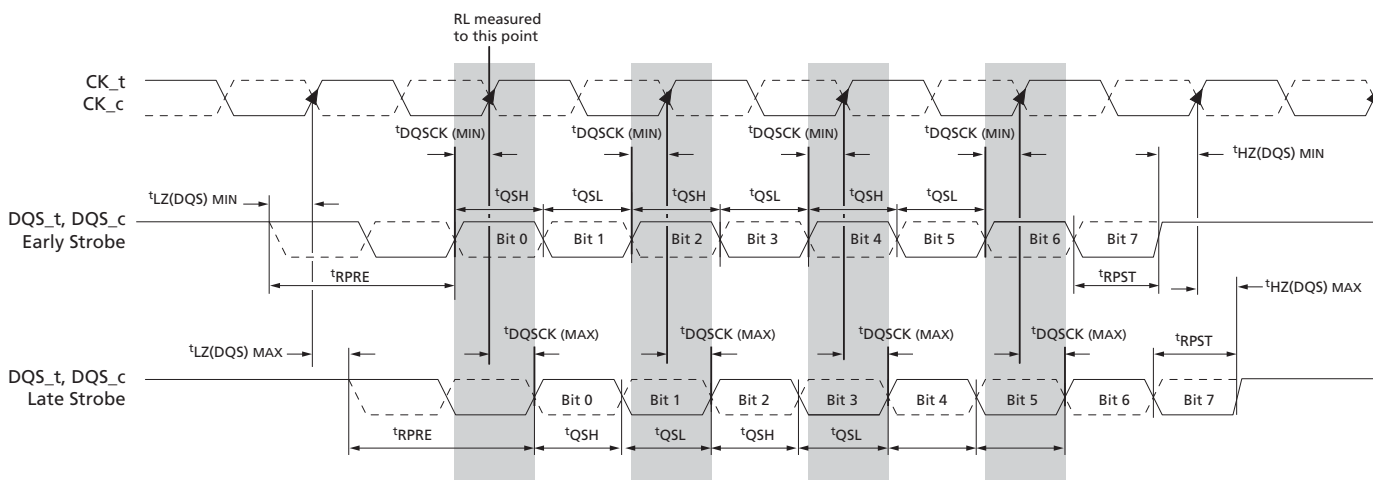 RL measured
to this point
CK_t
CK_c
tDQSCK (MIN) tDQSCK (MIN) tDQSCK (MIN) tDQSCK (MIN)
tHZ(DQS) MIN
tLZ(DQS) MIN
tQSH tQSL tQSH tQSL tQSH tQSL
DQS_t, DQS_c
Early Strobe
Bit 0 Bit 1 Bit 2 Bit 3 Bit 4 Bit 5 Bit 6 Bit 7
tRPRE
tRPST
tHZ(DQS) MAX
tDQSCK (MAX) tDQSCK (MAX) tDQSCK (MAX) tDQSCK (MAX)
tRPST
tLZ(DQS) MAX
DQS_t, DQS_c
Late Strobe
Bit 0 Bit 1 Bit 2 Bit 3 Bit 4 Bit 5 Bit 6 Bit 7
tRPRE
tQSH tQSL tQSH tQSL